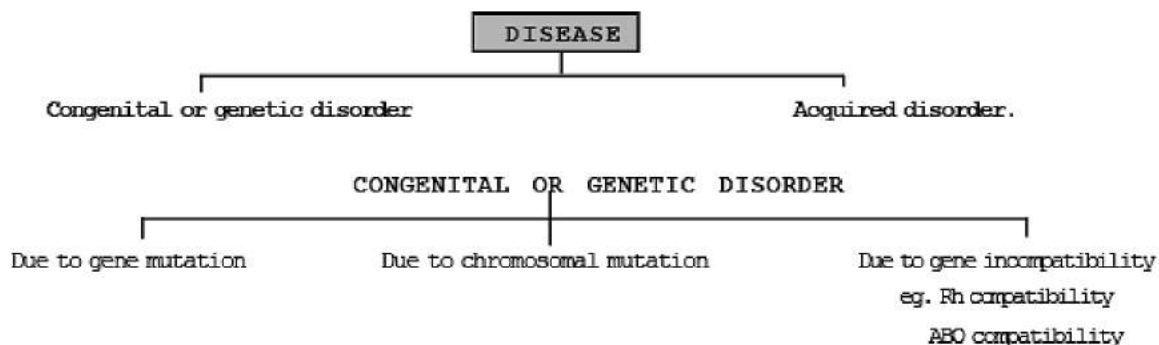 DISEASE
Congenital or genetic disorder
Acquired disorder.
CONGENITAL OR GENETIC DISORDER
Due to gene mutation
Due to chromosomal mutation
Due to gene incompatibility
eg. Rh compatibility
ABO compatibility